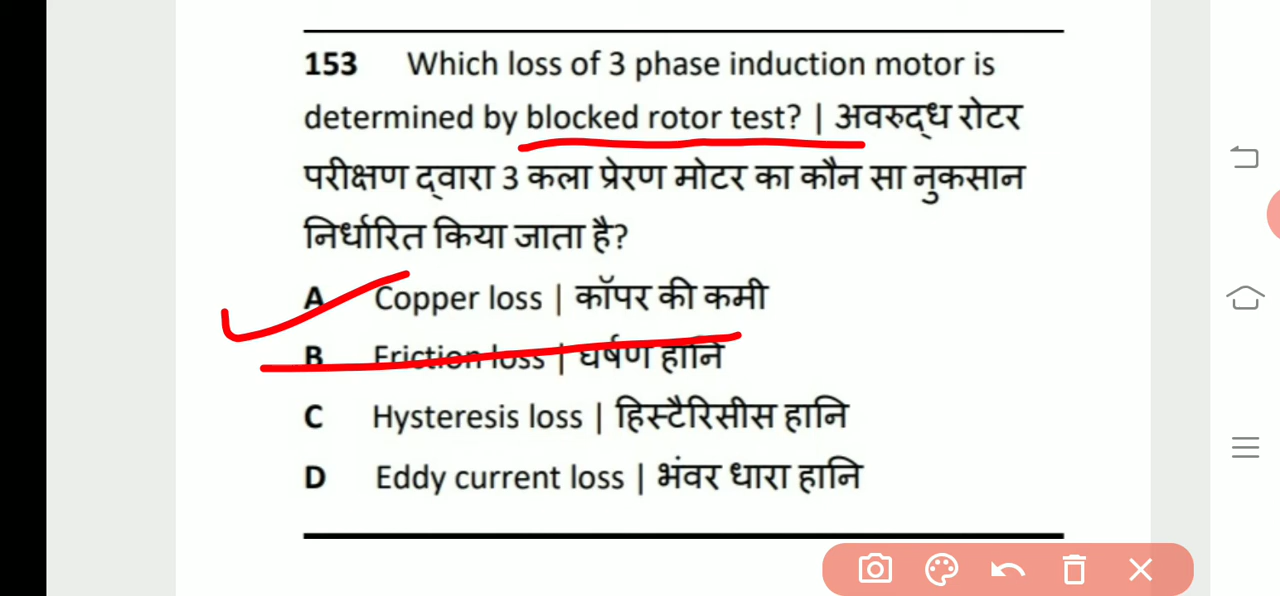 153 Which loss of 3 phase induction motor is
determined by blocked rotor test? | अवरुद्ध रोटर
परीक्षण द्वारा 3 कला प्रेरण मोटर का कौन सा नुकसान
निर्धारित किया जाता है?
A Copper loss | कॉपर की कमी
B Friction loss | घर्षण हानि
C Hysteresis loss | हिस्टैरिसीस हानि
D Eddy current loss | भंवर धारा हानि